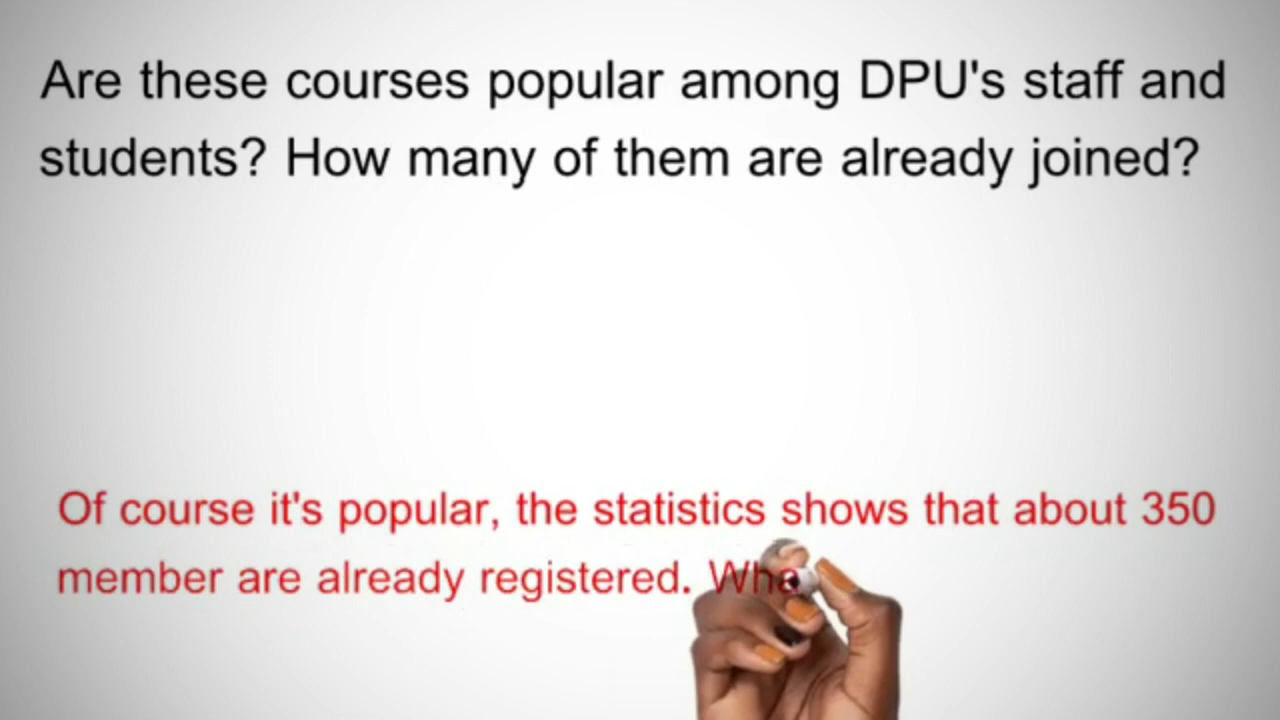 Are these courses popular among DPU's staff and
students? How many of them are already joined?
Of course it's popular, the statistics shows that about 350
member are already registered. Wha